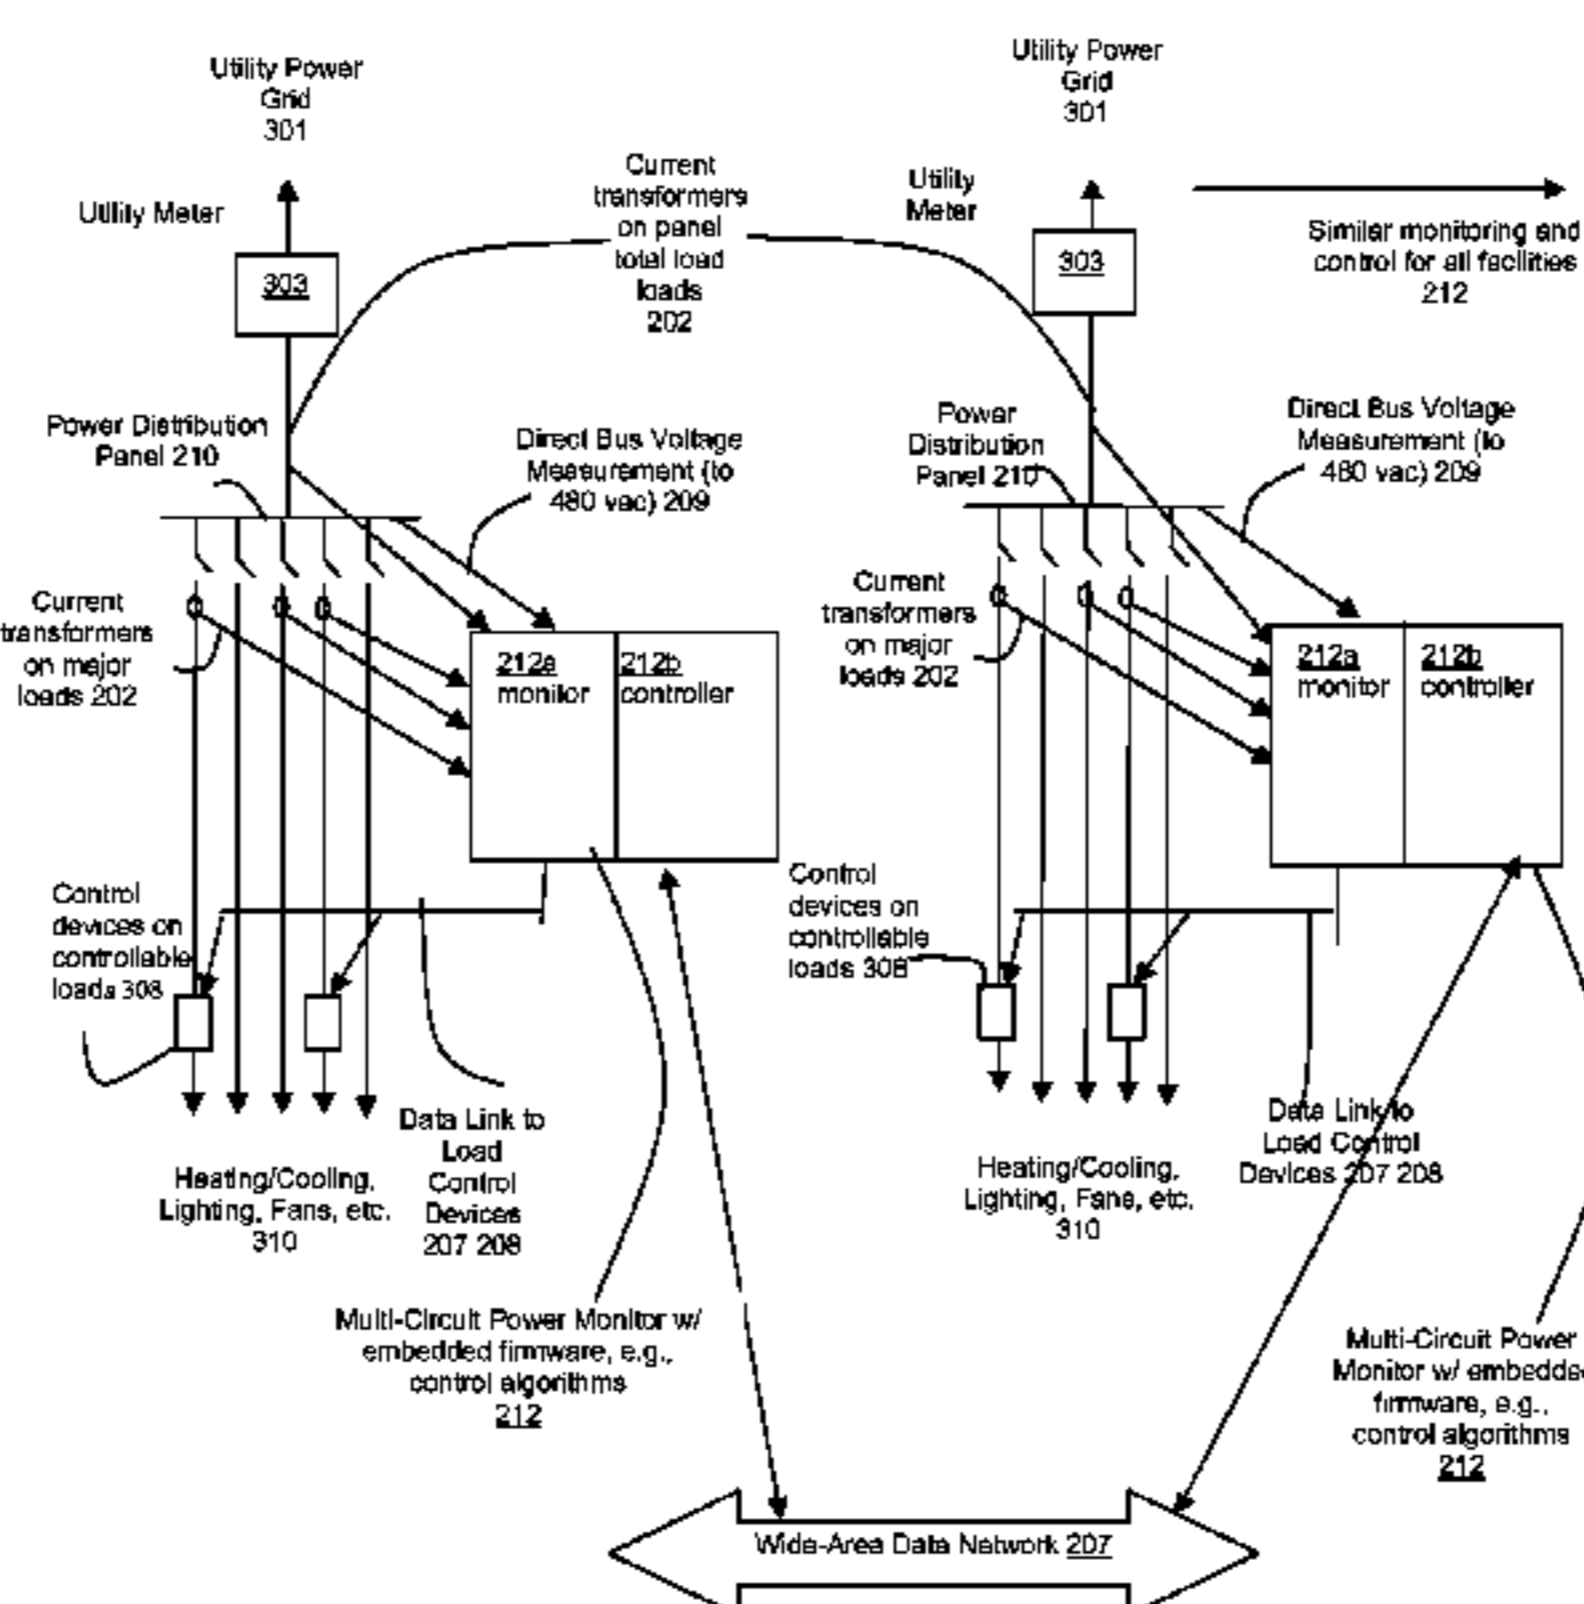 Utility Power
Grid
301
Utility Meter
303
Current
transformers
on panel
total load
loads
202
Utility Power
Grid
301
Utility
Meter
303
Similar monitoring and
control for all facilities
212
Power Distribution
Panel 210
Direct Bus Voltage
Measurement (to
480 vac) 209
Power
Distribution
Panel 210
Direct Bus Voltage
Measurement (to
480 vac) 209
Current
transformers
on major
loads 202
212a
monitor
212b
controller
Current
transformers
on major
loads 202
212a
monitor
212b
controller
Control
devices on
controllable
loads 308
Control
devices on
controllable
loads 308
Heating/Cooling,
Lighting, Fans, etc.
310
Data Link to
Load
Control
Devices
207 208
Heating/Cooling,
Lighting, Fans, etc.
310
Data Link to
Load Control
Devices 207 208
Multi-Circuit Power Monitor w/
embedded firmware, e.g.,
control algorithms
212
Multi-Circuit Power
Monitor w/ embedded
firmware, e.g.,
control algorithms
212
Wide-Area Data Network 207